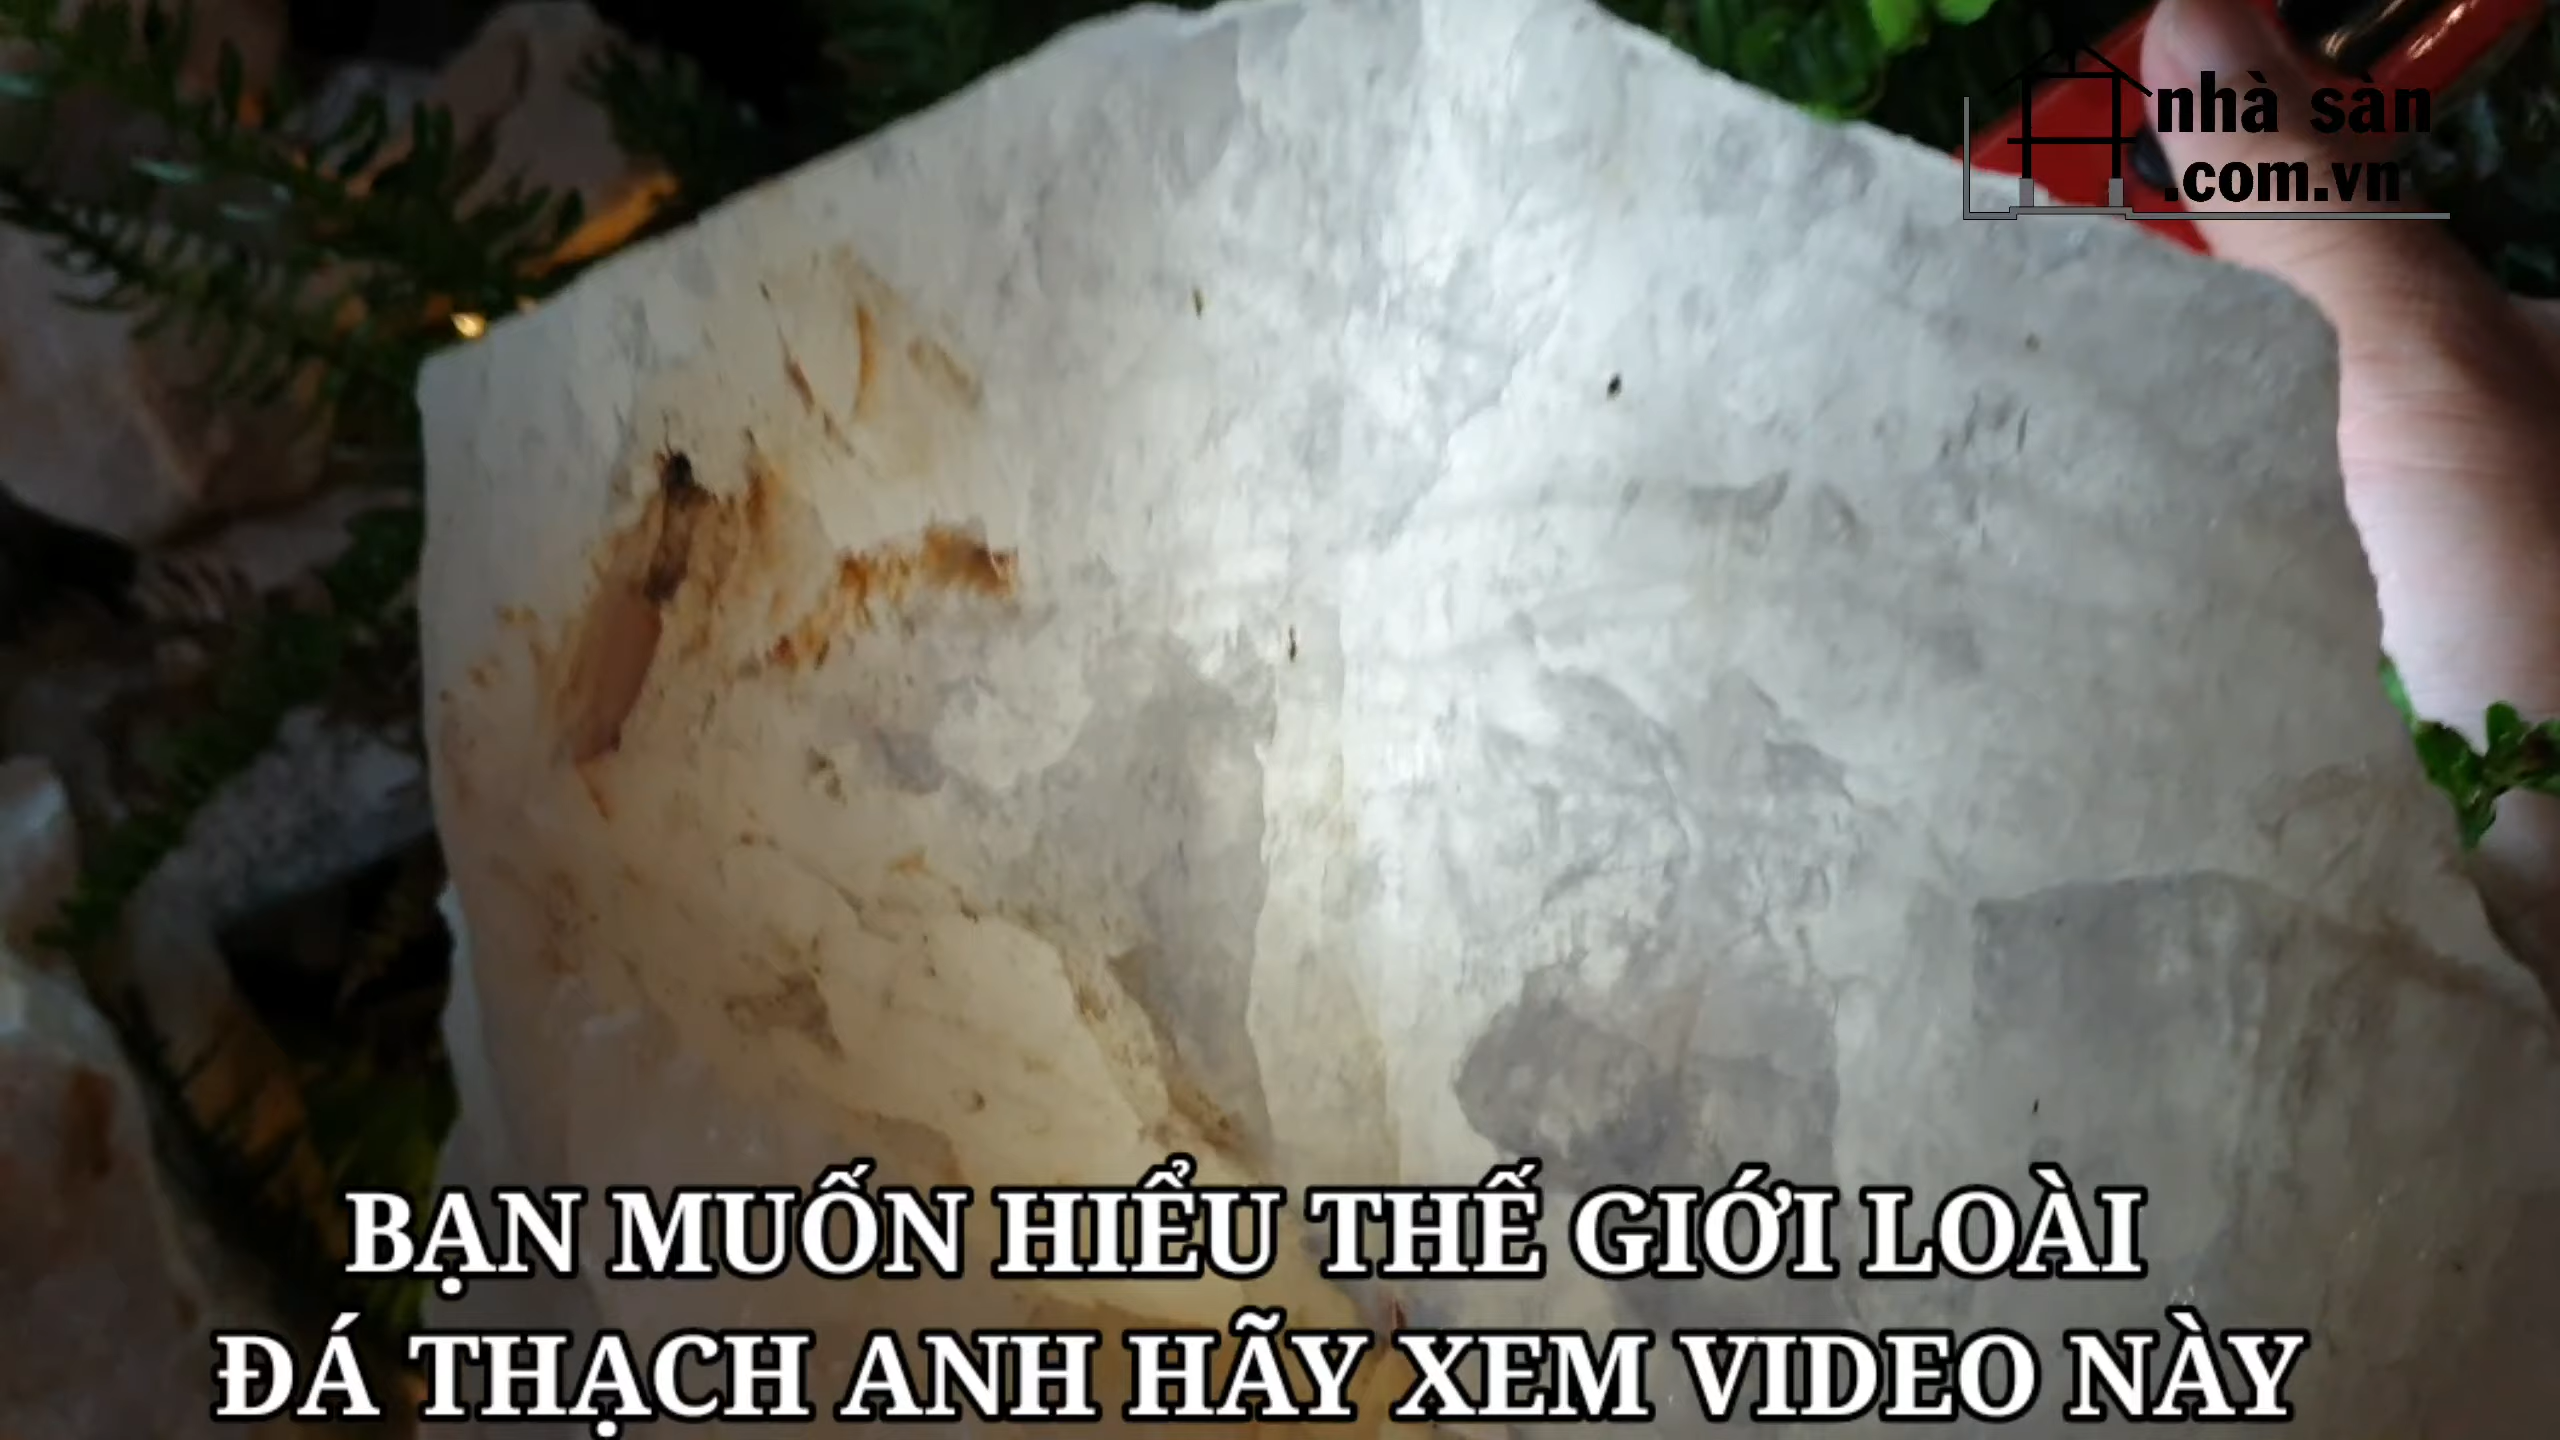 nhà sàn
.com.vn
BẠN MUỐN HIỂU THẾ GIỚI LOÀI
ĐÁ THẠCH ANH HÃY XEM VIDEO NÀY